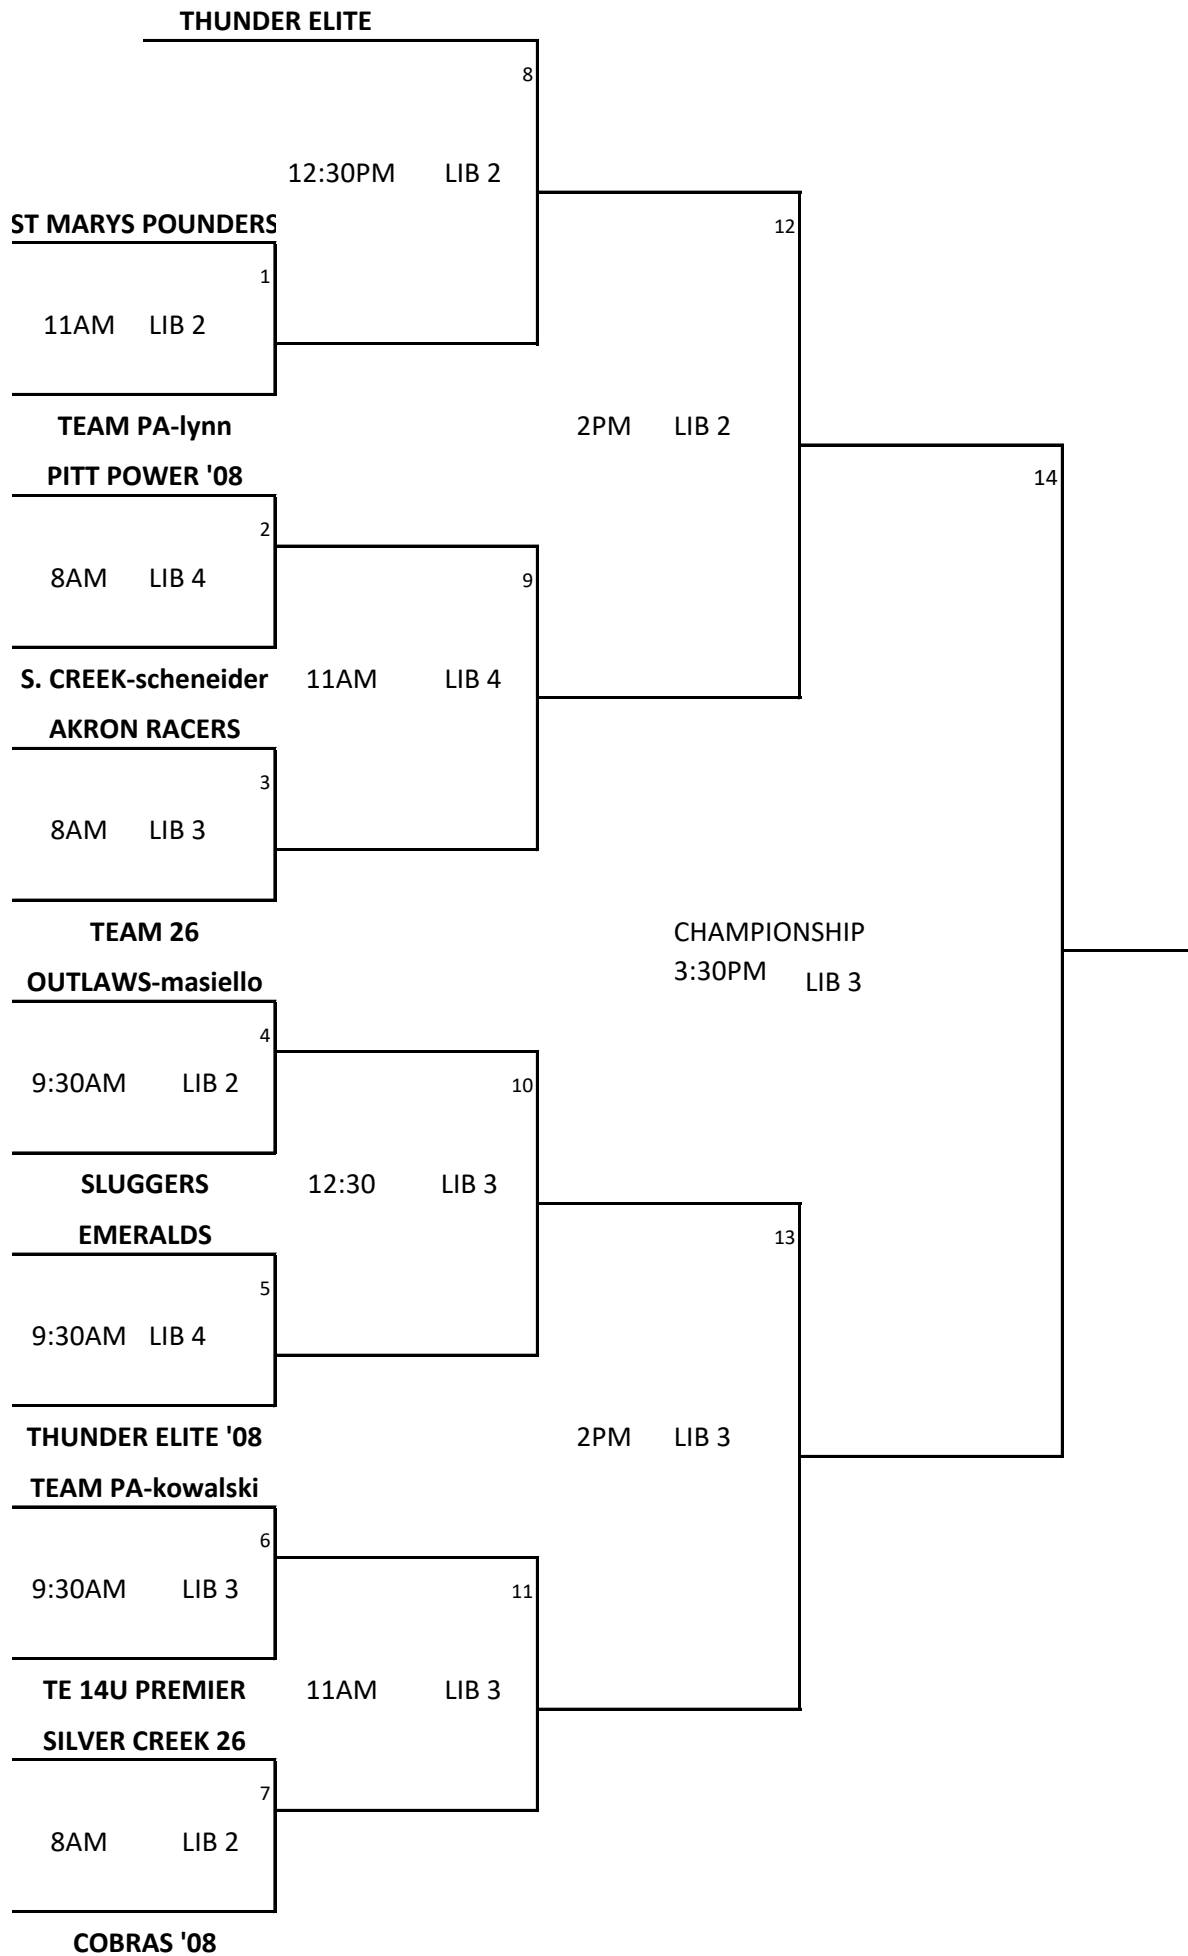 THUNDER ELITE
8
12:30PM LIB 2
ST MARYS POUNDERS
12
1
11AM LIB 2
TEAM PA-lynn
2PM LIB 2
PITT POWER '08
14
2
8AM LIB 4
9
S. CREEK-scheneider
11AM LIB 4
AKRON RACERS
3
8AM LIB 3
TEAM 26
CHAMPIONSHIP
3:30PM LIB 3
OUTLAWS-masiello
4
9:30AM LIB 2
10
SLUGGERS
12:30 LIB 3
EMERALDS
13
5
9:30AM LIB 4
THUNDER ELITE '08
2PM LIB 3
TEAM PA-kowalski
6
9:30AM LIB 3
11
TE 14U PREMIER
11AM LIB 3
SILVER CREEK 26
7
8AM LIB 2
COBRAS '08